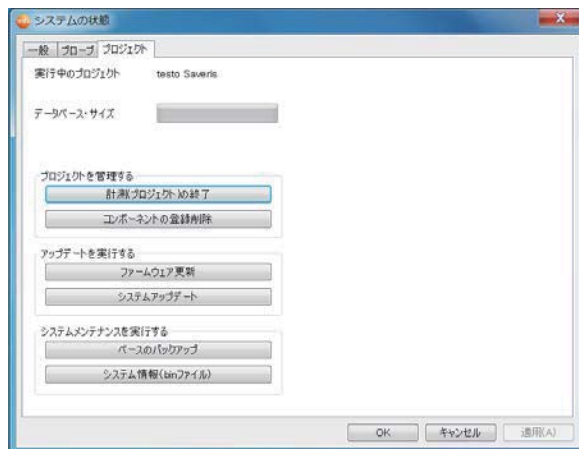 システムの状態
一般 プローブ プロジェクト
実行中のプロジェクト testo Saveris
データベース・サイズ
プロジェクトを管理する
計測(プロジェクト)の終了
コンポーネントの登録削除
アップデートを実行する
ファームウェア更新
システムアップデート
システムメンテナンスを実行する
ベースのバックアップ
システム情報(binファイル)
OK キャンセル 適用(A)